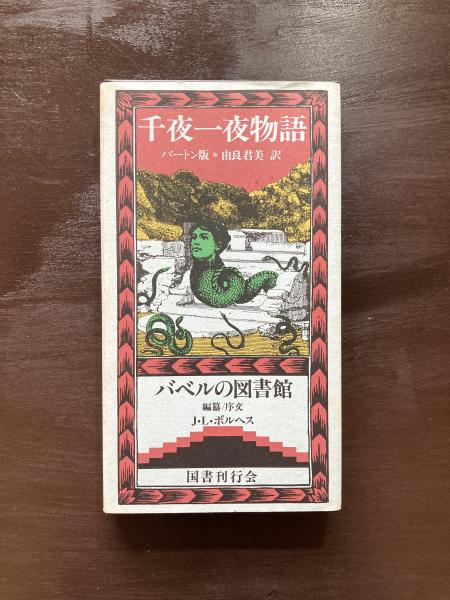 千夜一夜物語
バートン版＊由良君美 訳
バベルの図書館
編纂/序文
J・L・ボルヘス
国書刊行会